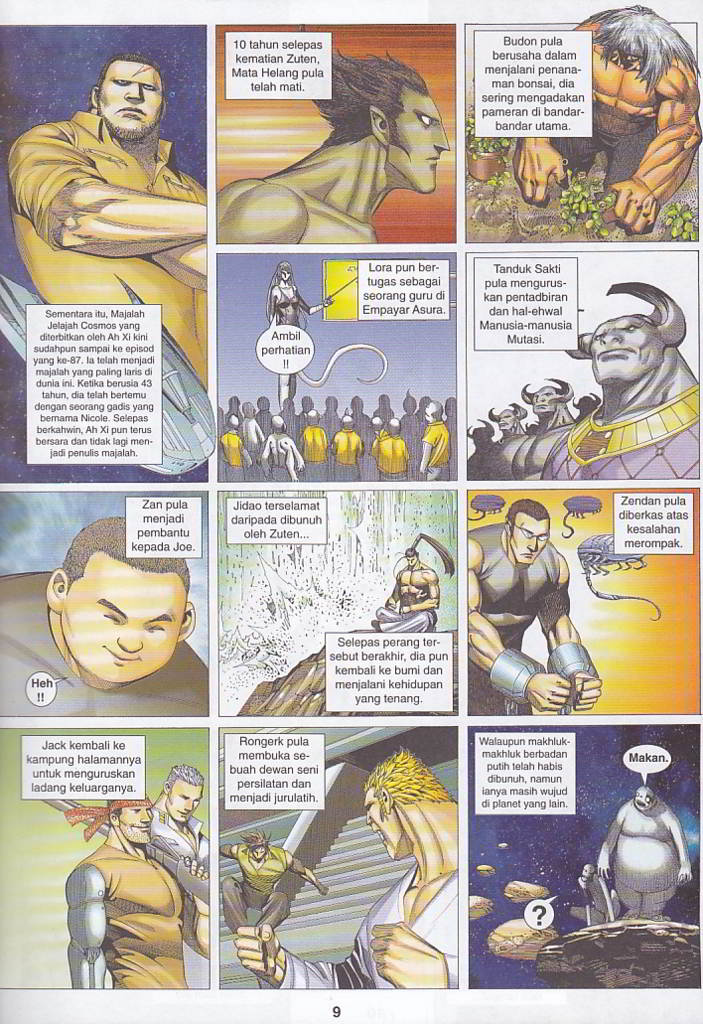 Sementara itu, Majalah
Jelajah Cosmos yang
diterbitkan oleh Ah Xi kini
sudahpun sampai ke episod
yang ke-87. Ia telah menjadi
majalah yang paling laris di
dunia ini. Ketika berusia 43
tahun, dia telah bertemu
dengan seorang gadis yang
bernama Nicole. Selepas
berkahwin, Ah Xi pun terus
bersara dan tidak lagi men-
jadi penulis majalah.
10 tahun selepas
kematian Zuten,
Mata Helang pula
telah mati.
Budon pula
berusaha dalam
menjalani penana-
man bonsai, dia
sering mengadakan
pameran di bandar-
bandar utama.
Lora pun ber-
tugas sebagai
seorang guru di
Empayar Asura.
Ambil
perhatian
!!
Tanduk Sakti
pula mengurus-
kan pentadbiran
dan hal-ehwal
Manusia-manusia
Mutasi.
Zan pula
menjadi
pembantu
kepada Joe.
Heh
!!
Jidao terselamat
daripada dibunuh
oleh Zuten...
Selepas perang ter-
sebut berakhir, dia pun
kembali ke bumi dan
menjalani kehidupan
yang tenang.
Zendan pula
diberkas atas
kesalahan
merompak.
Jack kembali ke
kampung halamannya
untuk menguruskan
ladang keluarganya.
Rongerk pula
membuka se-
buah dewan seni
persilatan dan
menjadi jurulatih.
Walaupun makhluk-
makhluk berbadan
putih telah habis
dibunuh, namun
ianya masih wujud
di planet yang lain.
Makan.
?
9